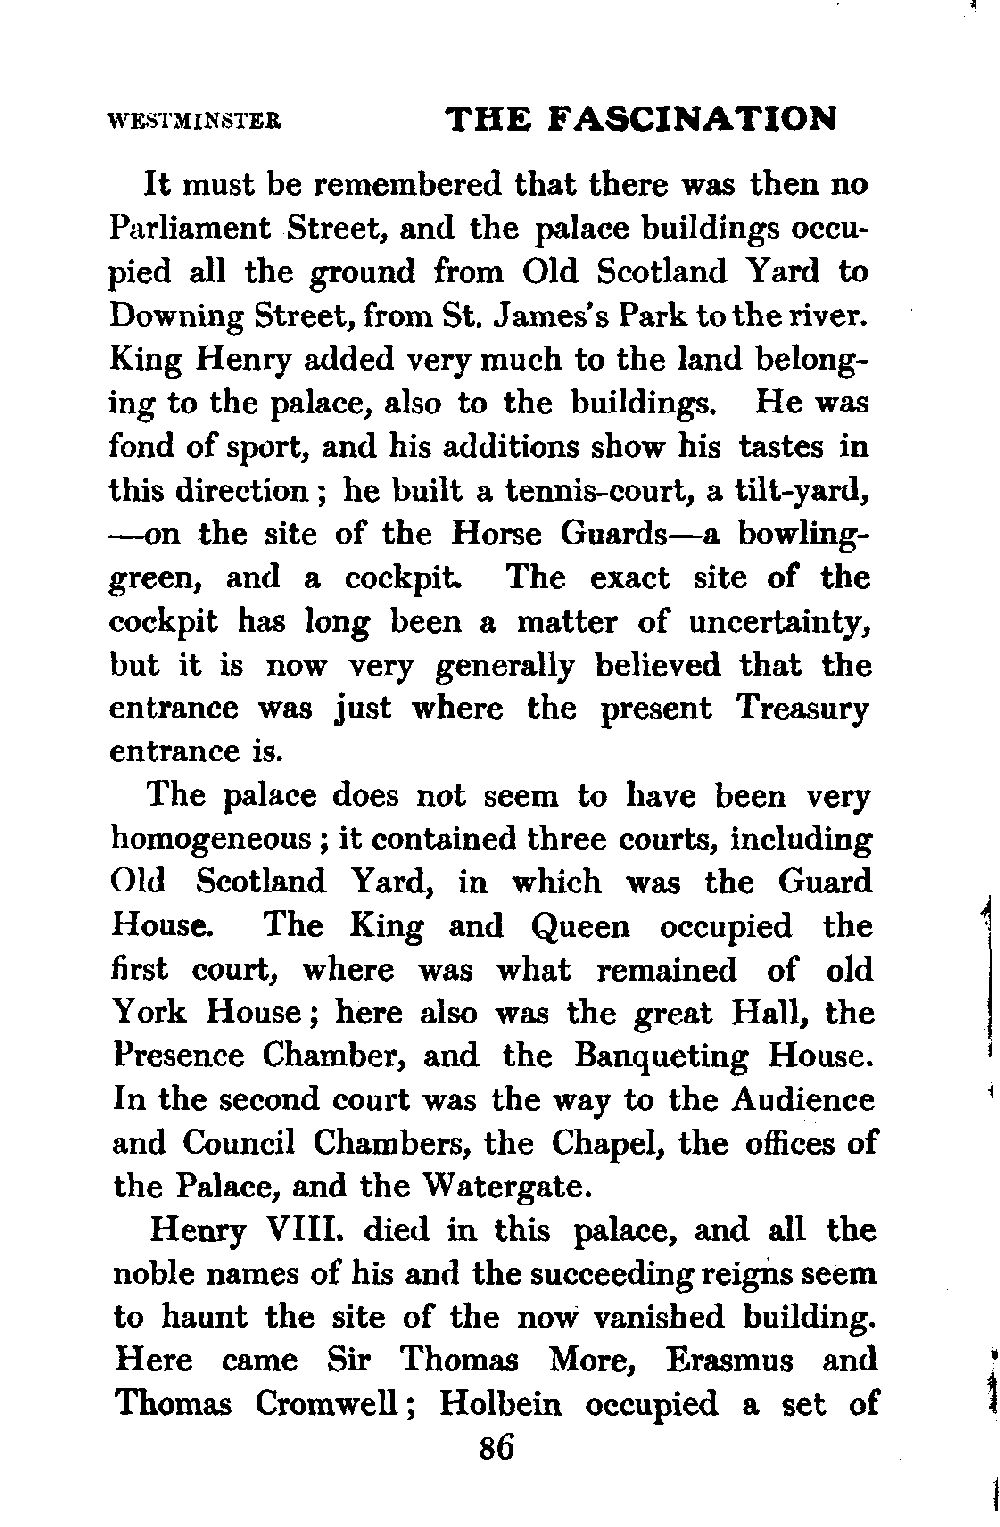 WESTMINSTER THE FASCINATION
It must be remembered that there was then no
Parliament Street, and the palace buildings occu-
pied all the ground from Old Scotland Yard to
Downing Street, from St. James's Park to the river.
King Henry added very much to the land belong-
ing to the palace, also to the buildings. He was
fond of sport, and his additions show his tastes in
this direction; he built a tennis-court, a tilt-yard,
—on the site of the Horse Guards—a bowling-
green, and a cockpit. The exact site of the
cockpit has long been a matter of uncertainty,
but it is now very generally believed that the
entrance was just where the present Treasury
entrance is.
The palace does not seem to have been very
homogeneous; it contained three courts, including
Old Scotland Yard, in which was the Guard
House. The King and Queen occupied the
first court, where was what remained of old
York House; here also was the great Hall, the
Presence Chamber, and the Banqueting House.
In the second court was the way to the Audience
and Council Chambers, the Chapel, the offices of
the Palace, and the Watergate.
Henry VIII. died in this palace, and all the
noble names of his and the succeeding reigns seem
to haunt the site of the now vanished building.
Here came Sir Thomas More, Erasmus and
Thomas Cromwell; Holbein occupied a set of
86